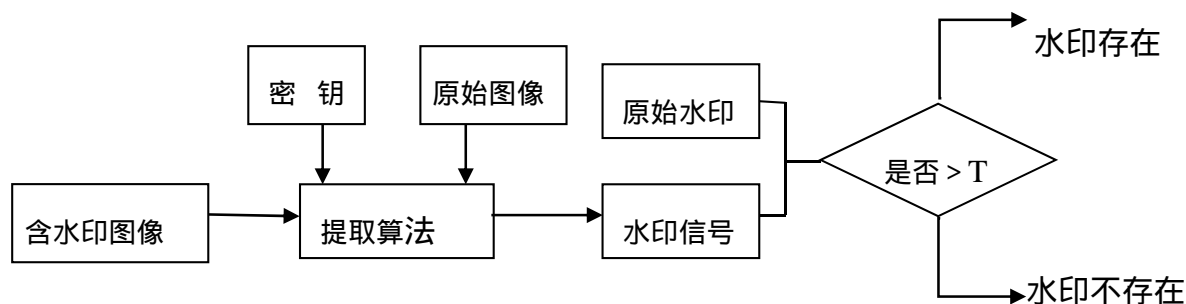 水印存在
密 钥
原始图像
原始水印
是否 > T
含水印图像
提取算法
水印信号
水印不存在